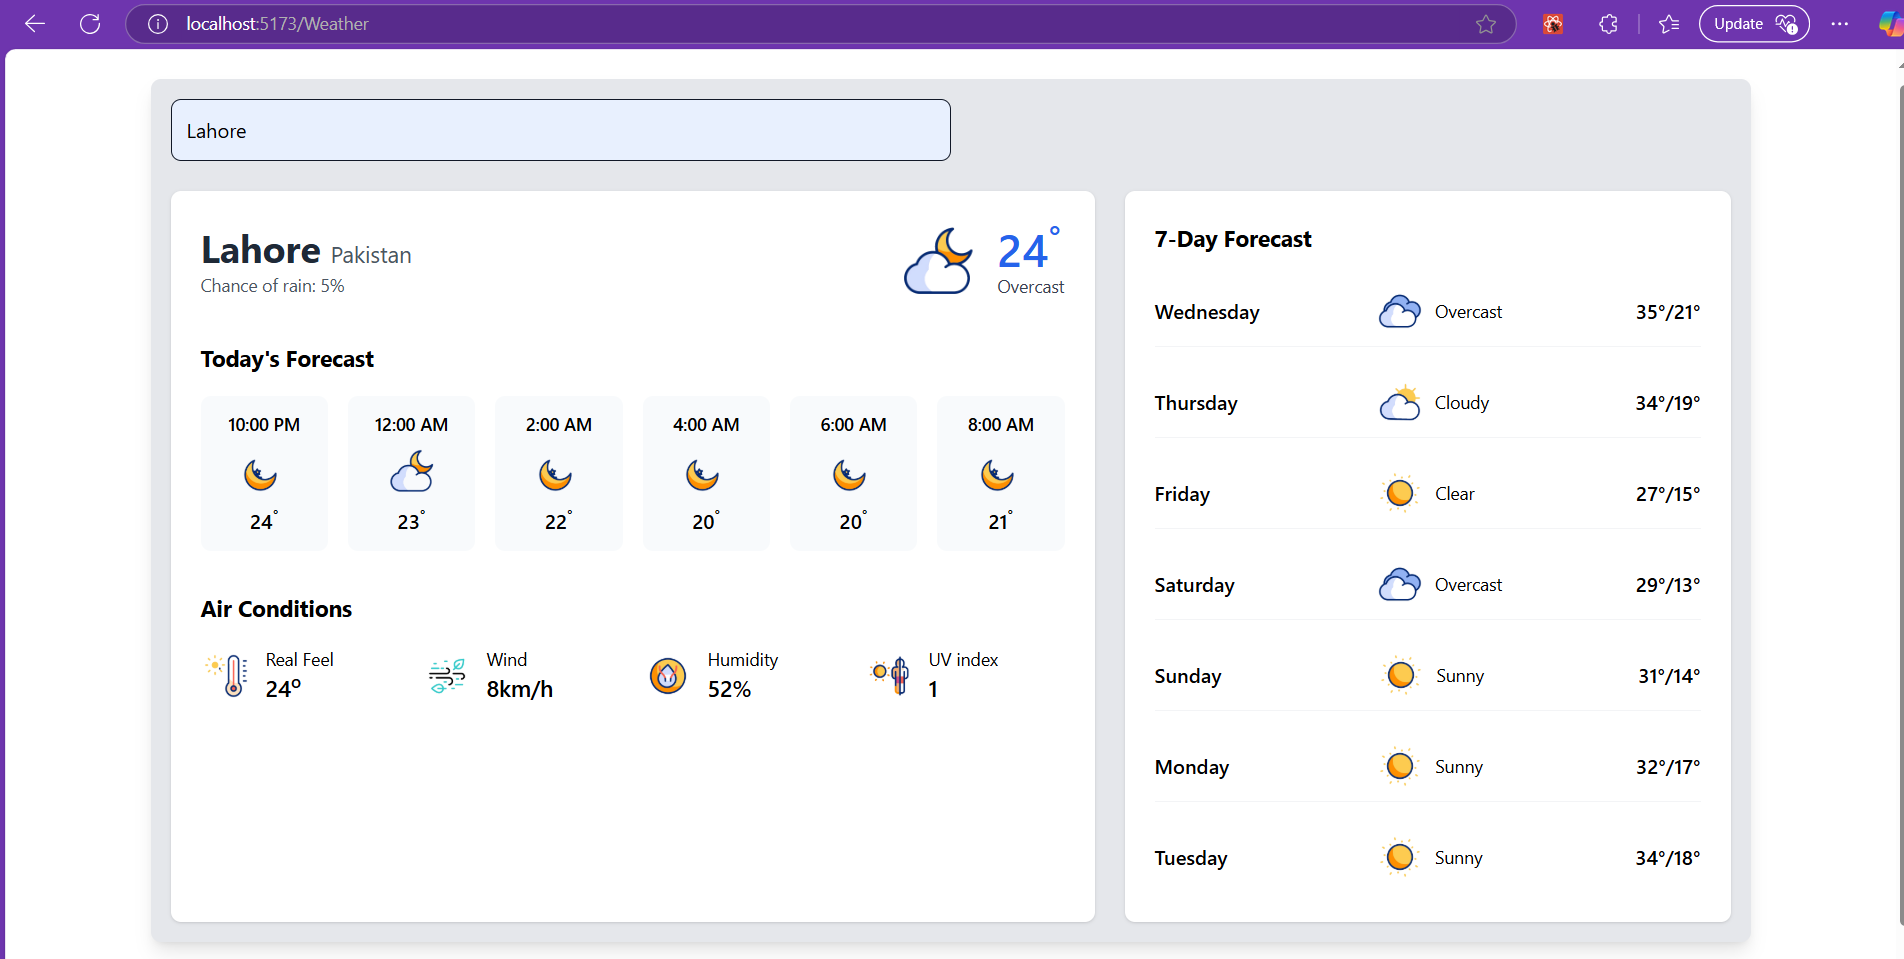 localhost:5173/Weather
Update
Lahore
Lahore Pakistan
Chance of rain: 5%
24°
Overcast
Today's Forecast
10:00 PM 12:00 AM 2:00 AM 4:00 AM 6:00 AM 8:00 AM
24° 23° 22° 20° 20° 21°
Air Conditions
Real Feel
24°
Wind
8km/h
Humidity
52%
UV index
1
7-Day Forecast
Wednesday Overcast 35°/21°
Thursday Cloudy 34°/19°
Friday Clear 27°/15°
Saturday Overcast 29°/13°
Sunday Sunny 31°/14°
Monday Sunny 32°/17°
Tuesday Sunny 34°/18°